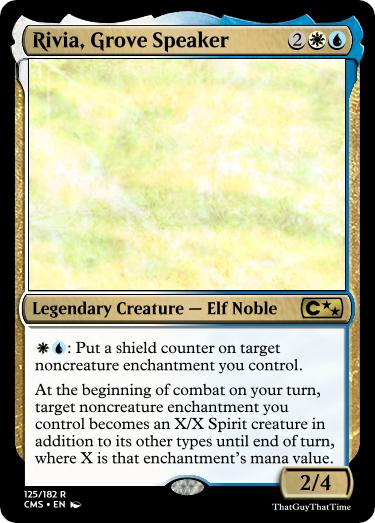 Rivia, Grove Speaker 2
Legendary Creature — Elf Noble C
: Put a shield counter on target
noncreature enchantment you control.
At the beginning of combat on your turn,
target noncreature enchantment you
control becomes an X/X Spirit creature in
addition to its other types until end of turn,
where X is that enchantment's mana value.
2/4
125/182 R
CMS • EN
ThatGuyThatTime